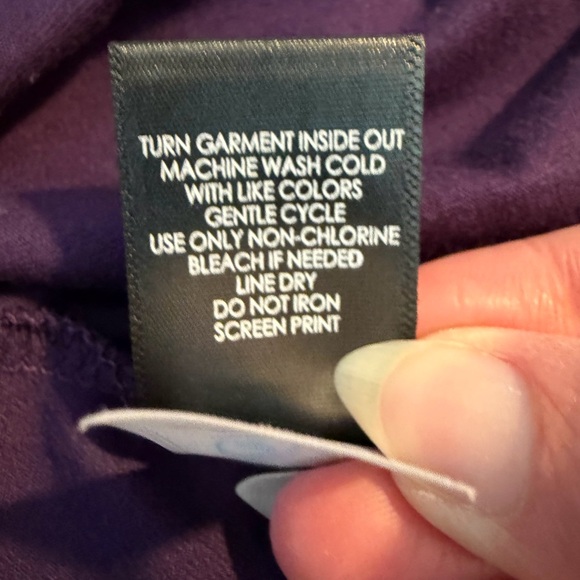 TURN GARMENT INSIDE OUT
MACHINE WASH COLD
WITH LIKE COLORS
GENTLE CYCLE
USE ONLY NON-CHLORINE
BLEACH IF NEEDED
LINE DRY
DO NOT IRON
SCREEN PRINT